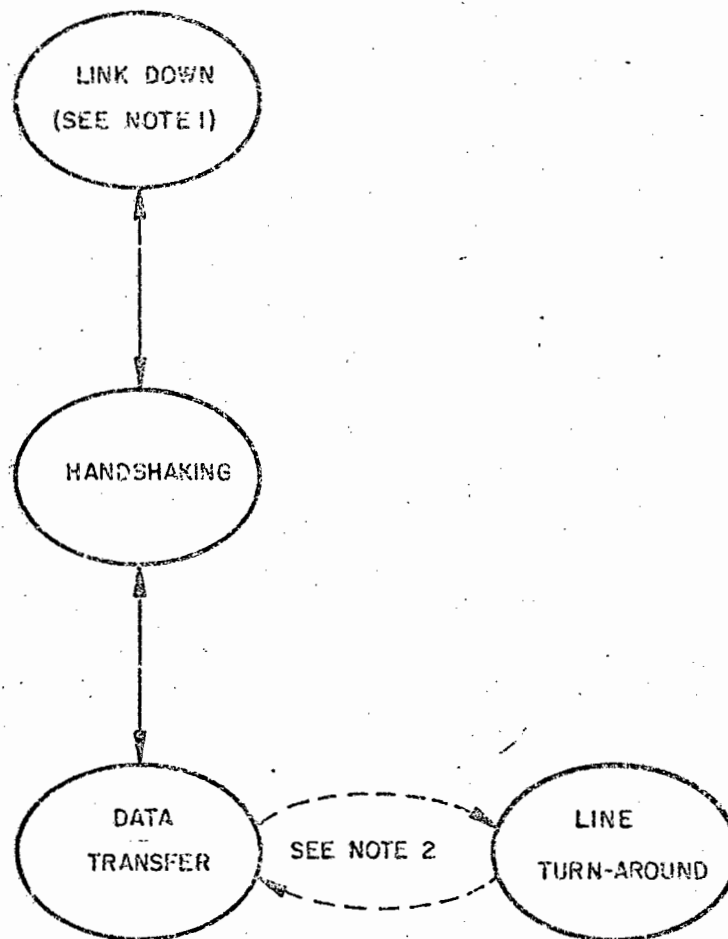 LINK DOWN
(SEE NOTE 1)
HANDSHAKING
DATA
TRANSFER
SEE NOTE 2
LINE
TURN-AROUND